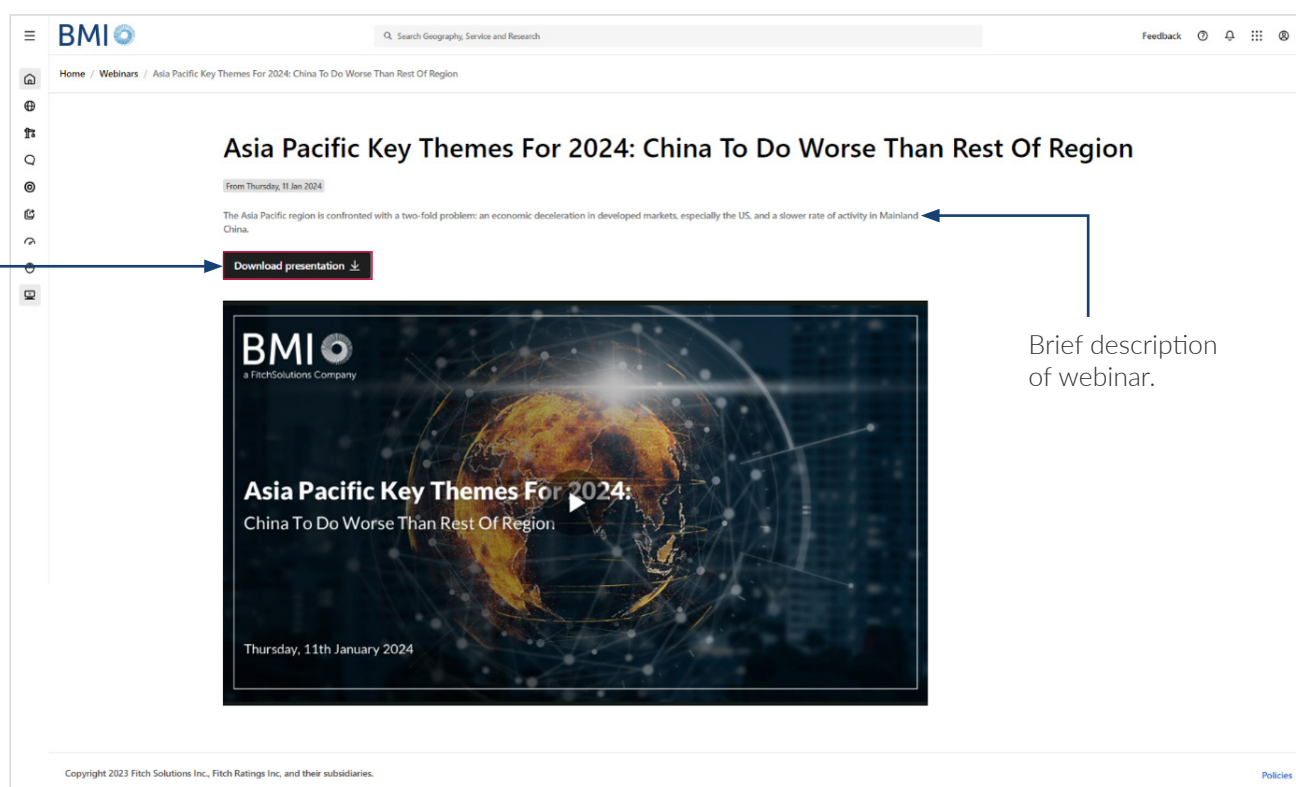 BMI
Search Geography, Service and Research
Feedback
Home / Webinars / Asia Pacific Key Themes For 2024: China To Do Worse Than Rest Of Region
Asia Pacific Key Themes For 2024: China To Do Worse Than Rest Of Region
From Thursday, 11 Jan 2024
The Asia Pacific region is confronted with a two-fold problem: an economic deceleration in developed markets, especially the US, and a slower rate of activity in Mainland
China.
Download presentation
BMI
a FitchSolutions Company
Asia Pacific Key Themes For 2024:
China To Do Worse Than Rest Of Region
Thursday, 11th January 2024
Brief description
of webinar.
Copyright 2023 Fitch Solutions Inc., Fitch Ratings Inc, and their subsidiaries.
Policies